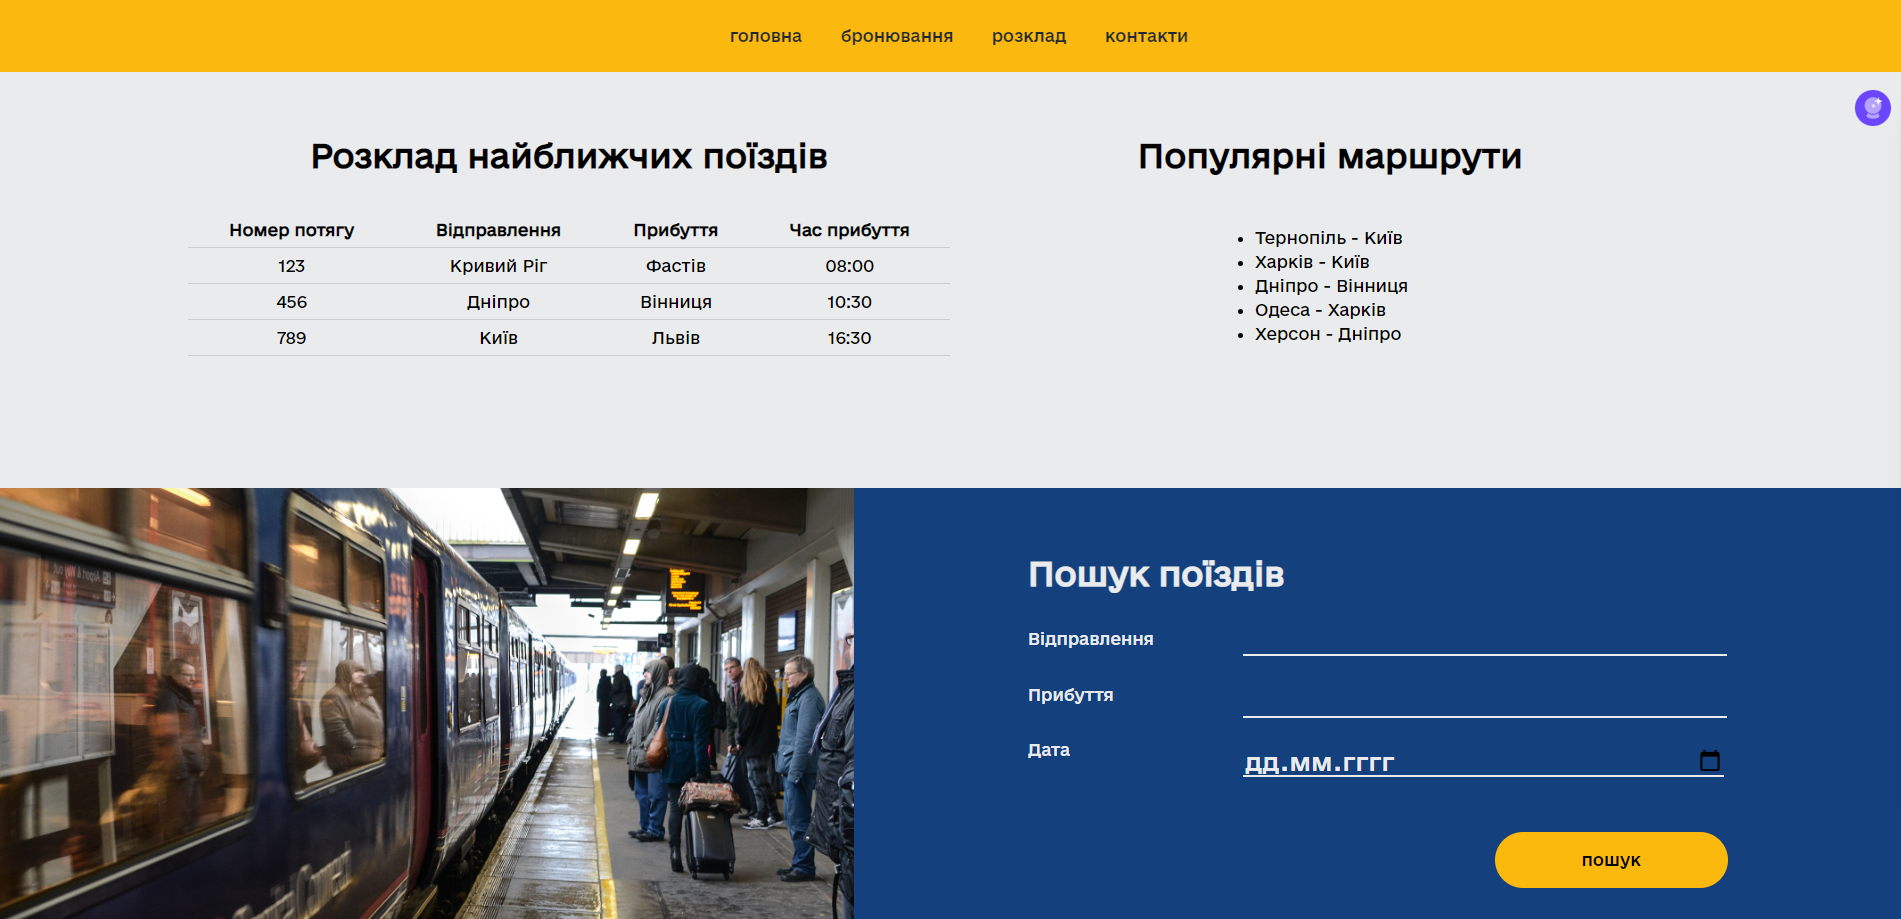 головна бронювання розклад контакти
Розклад найближчих поїздів
Номер потягу Відправлення Прибуття Час прибуття
123 Кривий Ріг Фастів 08:00
456 Дніпро Вінниця 10:30
789 Київ Львів 16:30
Популярні маршрути
• Тернопіль - Київ
• Харків - Київ
• Дніпро - Вінниця
• Одеса - Харків
• Херсон - Дніпро
Пошук поїздів
Відправлення
Прибуття
Дата
дд.мм.гггг
пошук